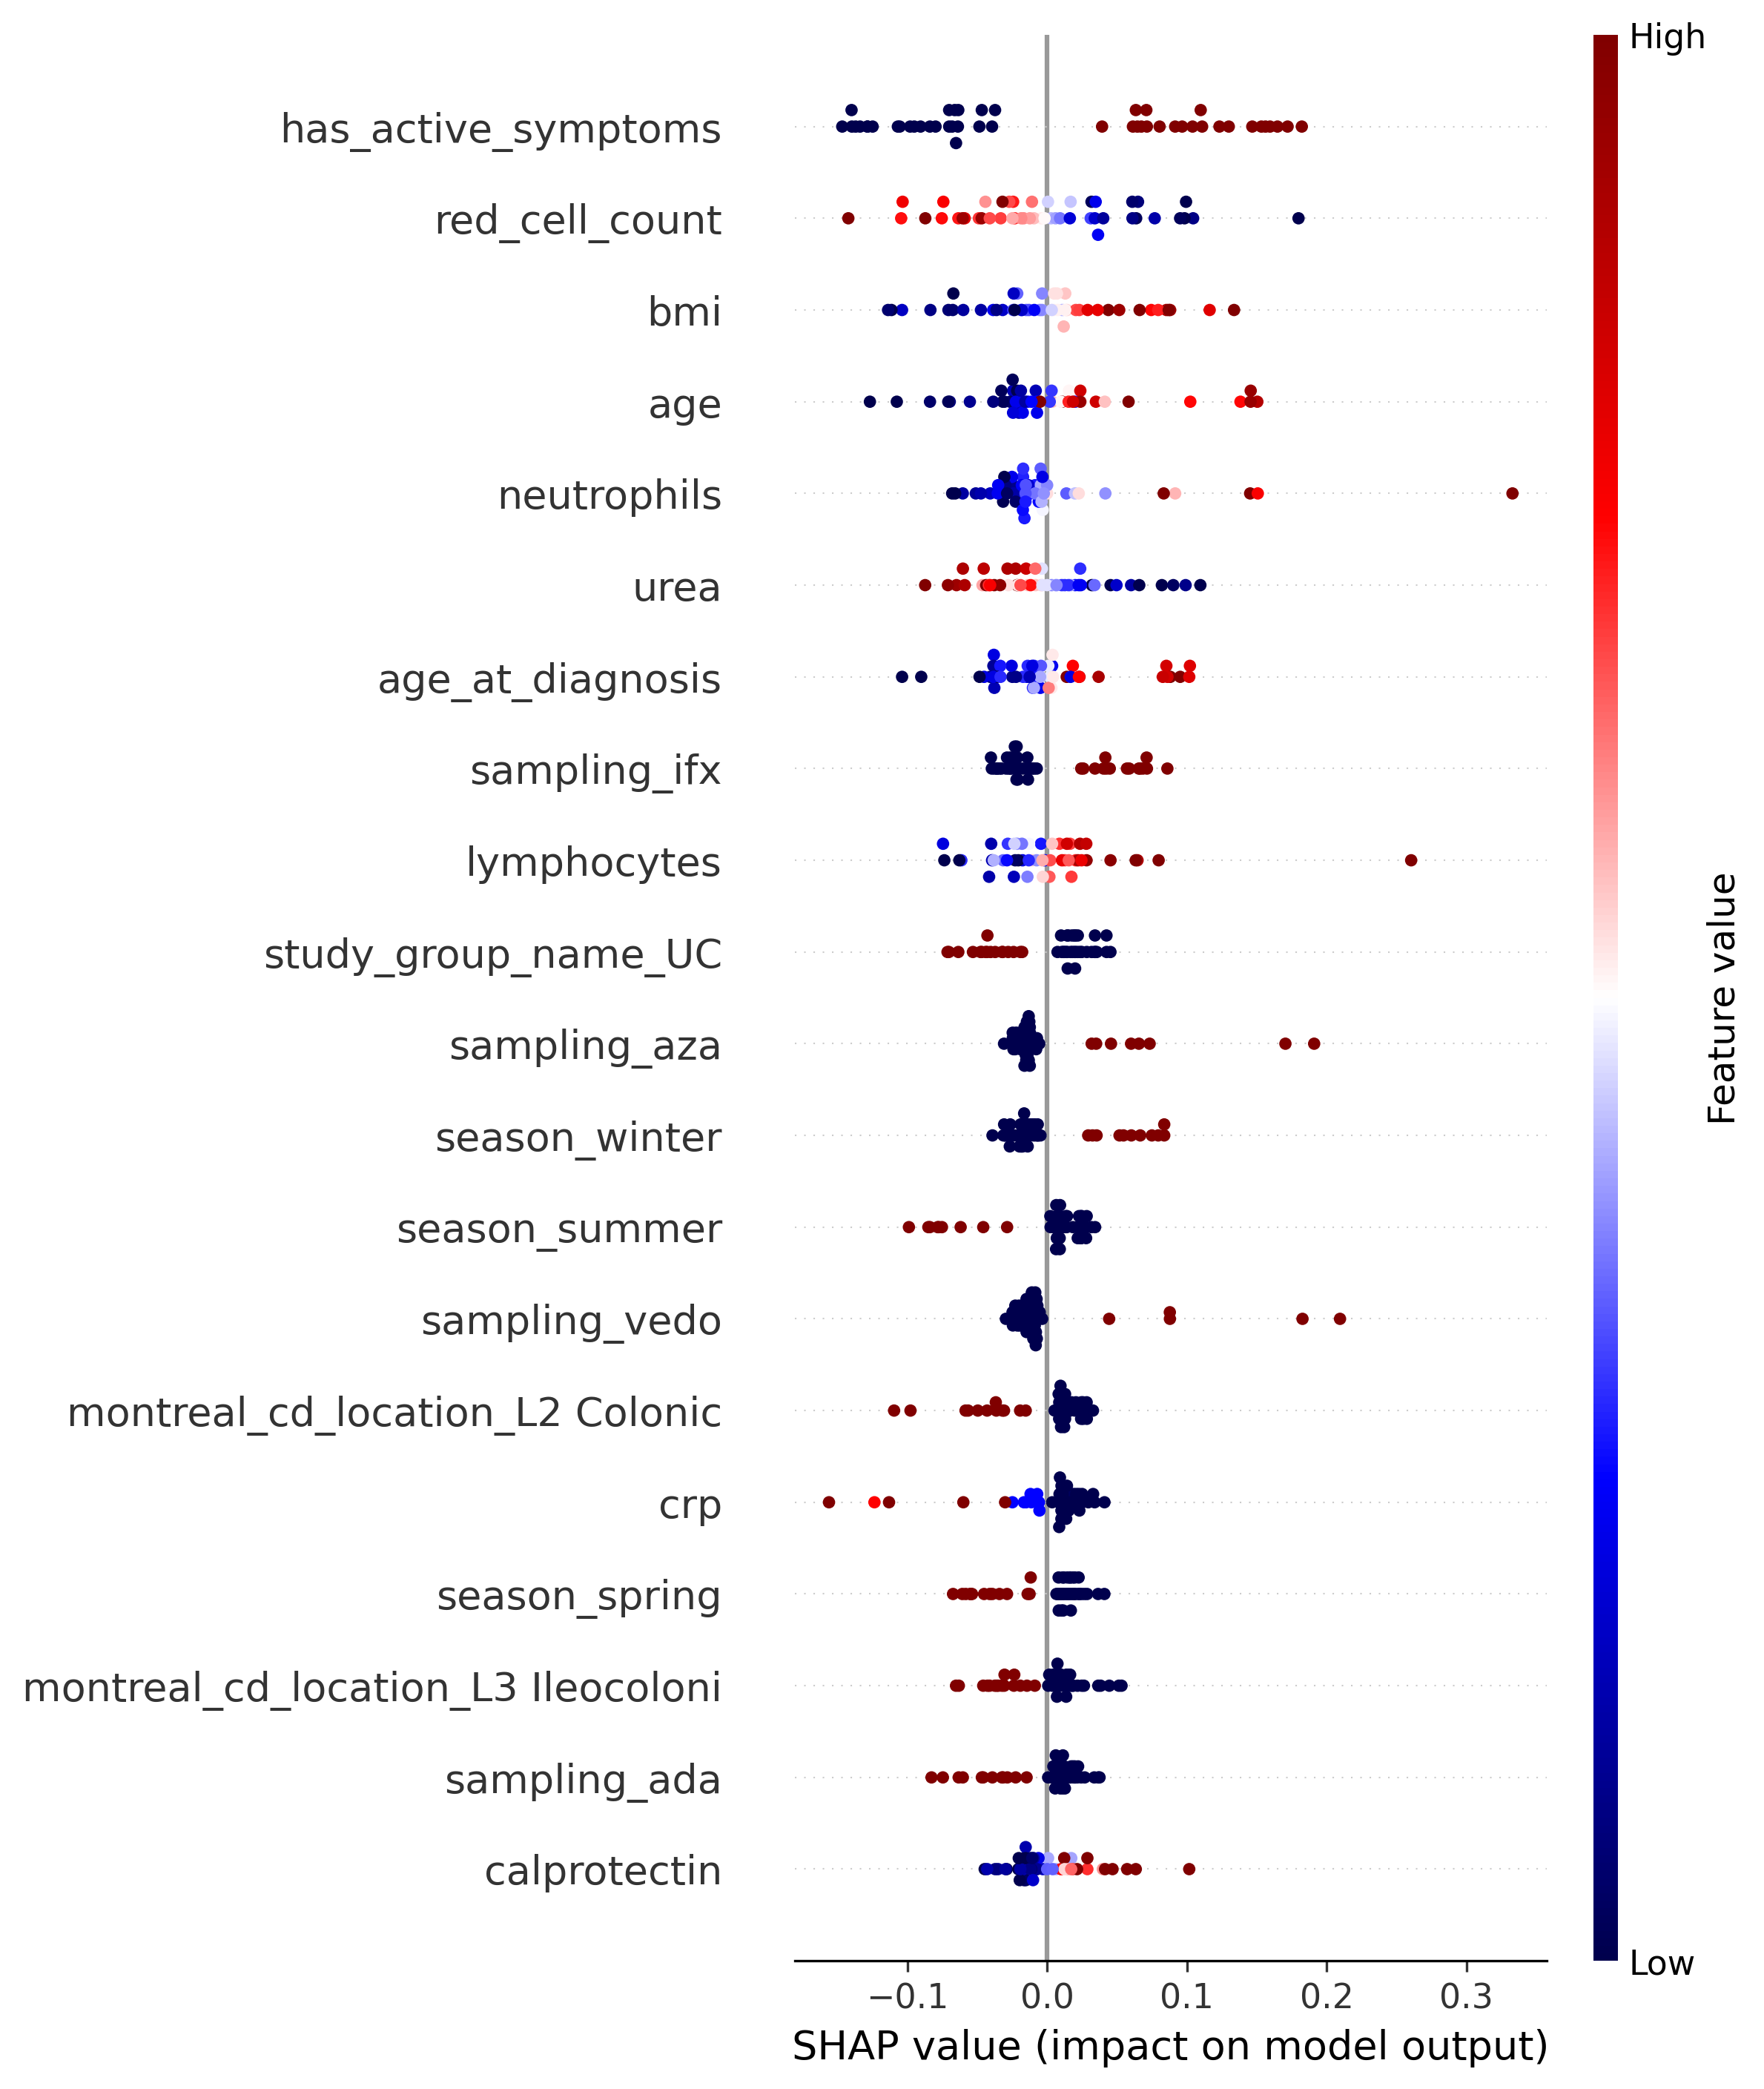 High
has_active_symptoms
red_cell_count
bmi
age
neutrophils
urea
age_at_diagnosis
sampling_ifx
lymphocytes
study_group_name_UC
sampling_aza
season_winter
season_summer
sampling_vedo
montreal_cd_location_L2 Colonic
crp
season_spring
montreal_cd_location_L3 Ileocoloni
sampling_ada
calprotectin
Feature value
Low
−0.1 0.0 0.1 0.2 0.3
SHAP value (impact on model output)